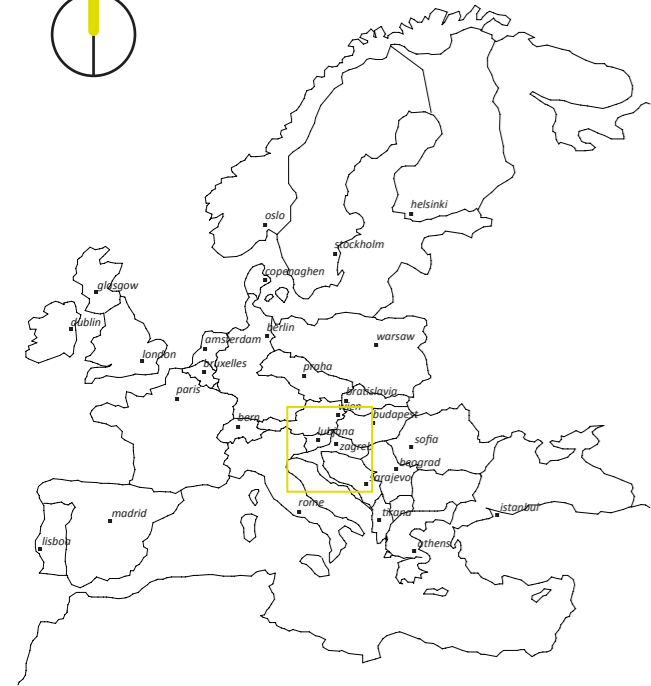 helsinki
oslo
stockholm
copenaghen
glasgow
dublin
berlin
warsaw
amsterdam
london
bruxelles
praha
paris
bratislavia
wien
budapest
bern
lubjana
zagreb
sofia
beograd
sarajevo
rome
madrid
tirana
istanbul
lisboa
athens